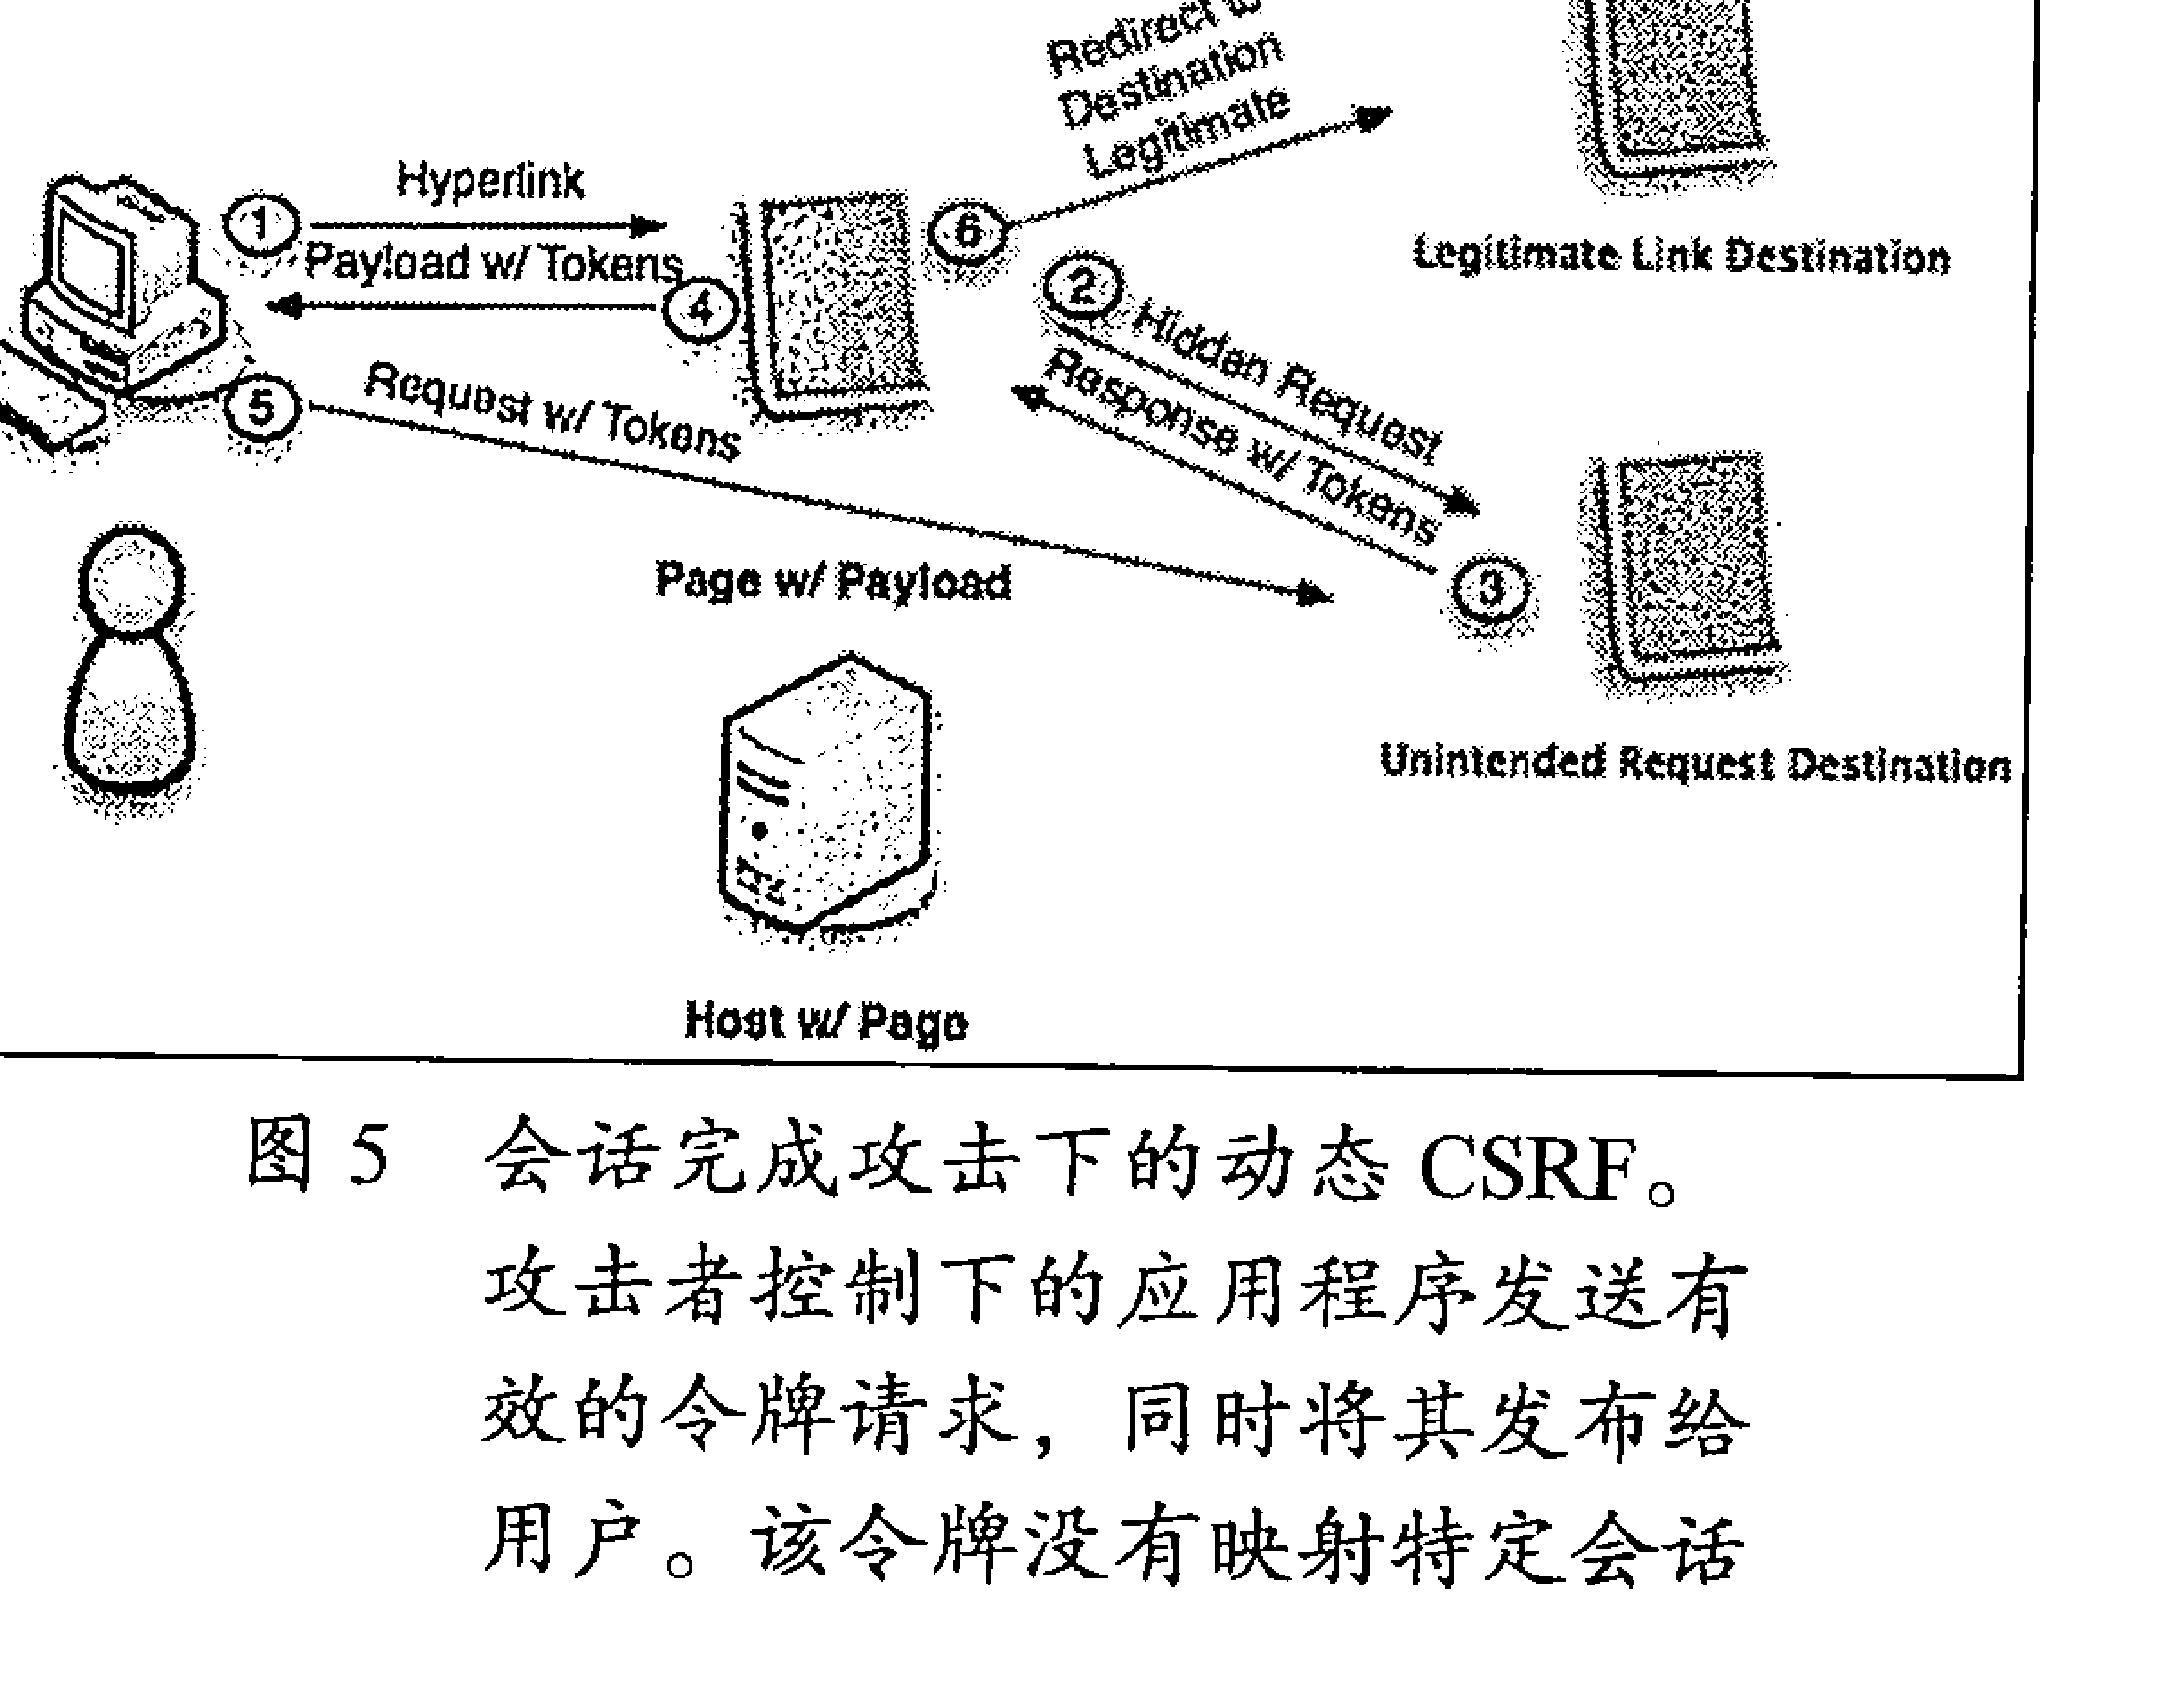 Redirect
Destination
Legitimate
Hyperlink
1
6
Payload w/ Tokens
4
2
Legitimate Link Destination
Hidden Request
Response w/ Tokens
Request w/ Tokens
5
3
Page w/ Payload
Unintended Request Destination
Host w/ Page
图 5 会话完成攻击下的动态 CSRF。
攻击者控制下的应用程序发送有
效的令牌请求，同时将其发布给
用户。该令牌没有映射特定会话